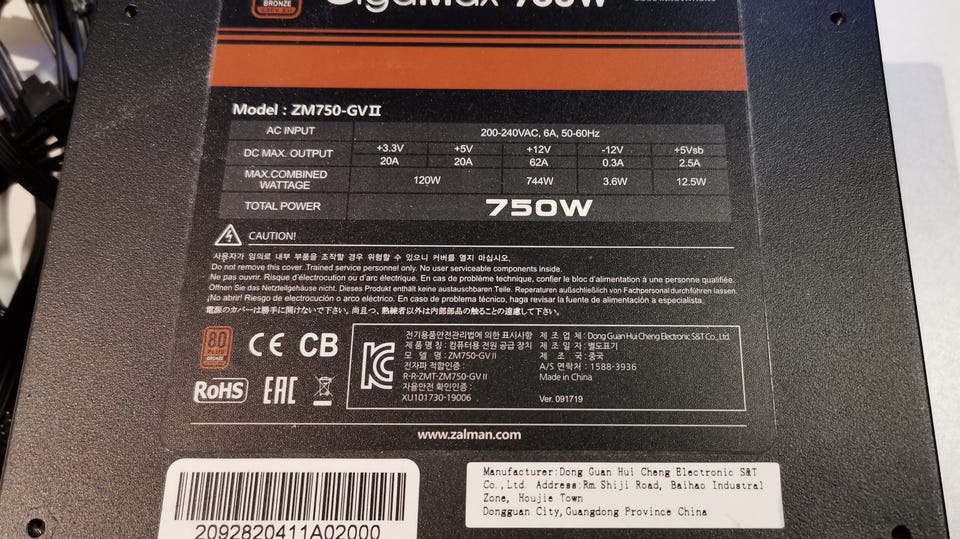 BRONZE
GigaMax 750W
Model : ZM750-GVII
AC INPUT 200-240VAC, 6A, 50-60Hz
DC MAX. OUTPUT +3.3V +5V +12V -12V +5Vsb
20A 20A 62A 0.3A 2.5A
MAX.COMBINED WATTAGE 120W 744W 3.6W 12.5W
TOTAL POWER 750W
CAUTION!
사용자가 임의로 내부 부품을 조작할 경우 위험할 수 있으니 커버를 열지 마십시오.
Do not remove this cover. Trained service personnel only. No user serviceable components inside.
Ne pas ouvrir. Risque d'électrocution ou d'arc électrique. En cas de problème technique, confier le bloc d'alimentation à une personne qualifiée.
Öffnen Sie das Netzteilgehäuse nicht. Dieses Produkt enthält keine austauschbaren Teile. Reperaturen außschließlich von Fachpersonal durchführen lassen.
¡No abrir! Riesgo de electrocución o arco eléctrico. En caso de problema técnico, haga revisar la fuente de alimentación a especialista.
電源のカバーは勝手に開けないで下さい。尚且つ、熟練者以外は内部部品の触ることの遠慮して下さい。
80 PLUS BRONZE
CE CB
RoHS EAC
KC
전기용품안전관리법에 의한 표시사항
제 품 명 칭 : 컴퓨터용 전원 공급 장치
모 델 명 : ZM750-GVII
전자파 적합인증 :
R-R-ZMT-ZM750-GVII
자율안전 확인인증 :
XU101730-19006
제 조 업 체 : Dong Guan Hui Cheng Electronic S&T Co., Ltd.
제 조 일 자 : 별도표기
제 조 국 : 중국
A/S 연락처 : 1588-3936
Made in China
Ver. 091719
www.zalman.com
2092820411A02000
Manufacturer:Dong Guan Hui Cheng Electronic S&T
Co.,Ltd. Address:Rm. Shiji Road, Baihao Industral
Zone, Houjie Town
Dongguan City,Guangdong Province China